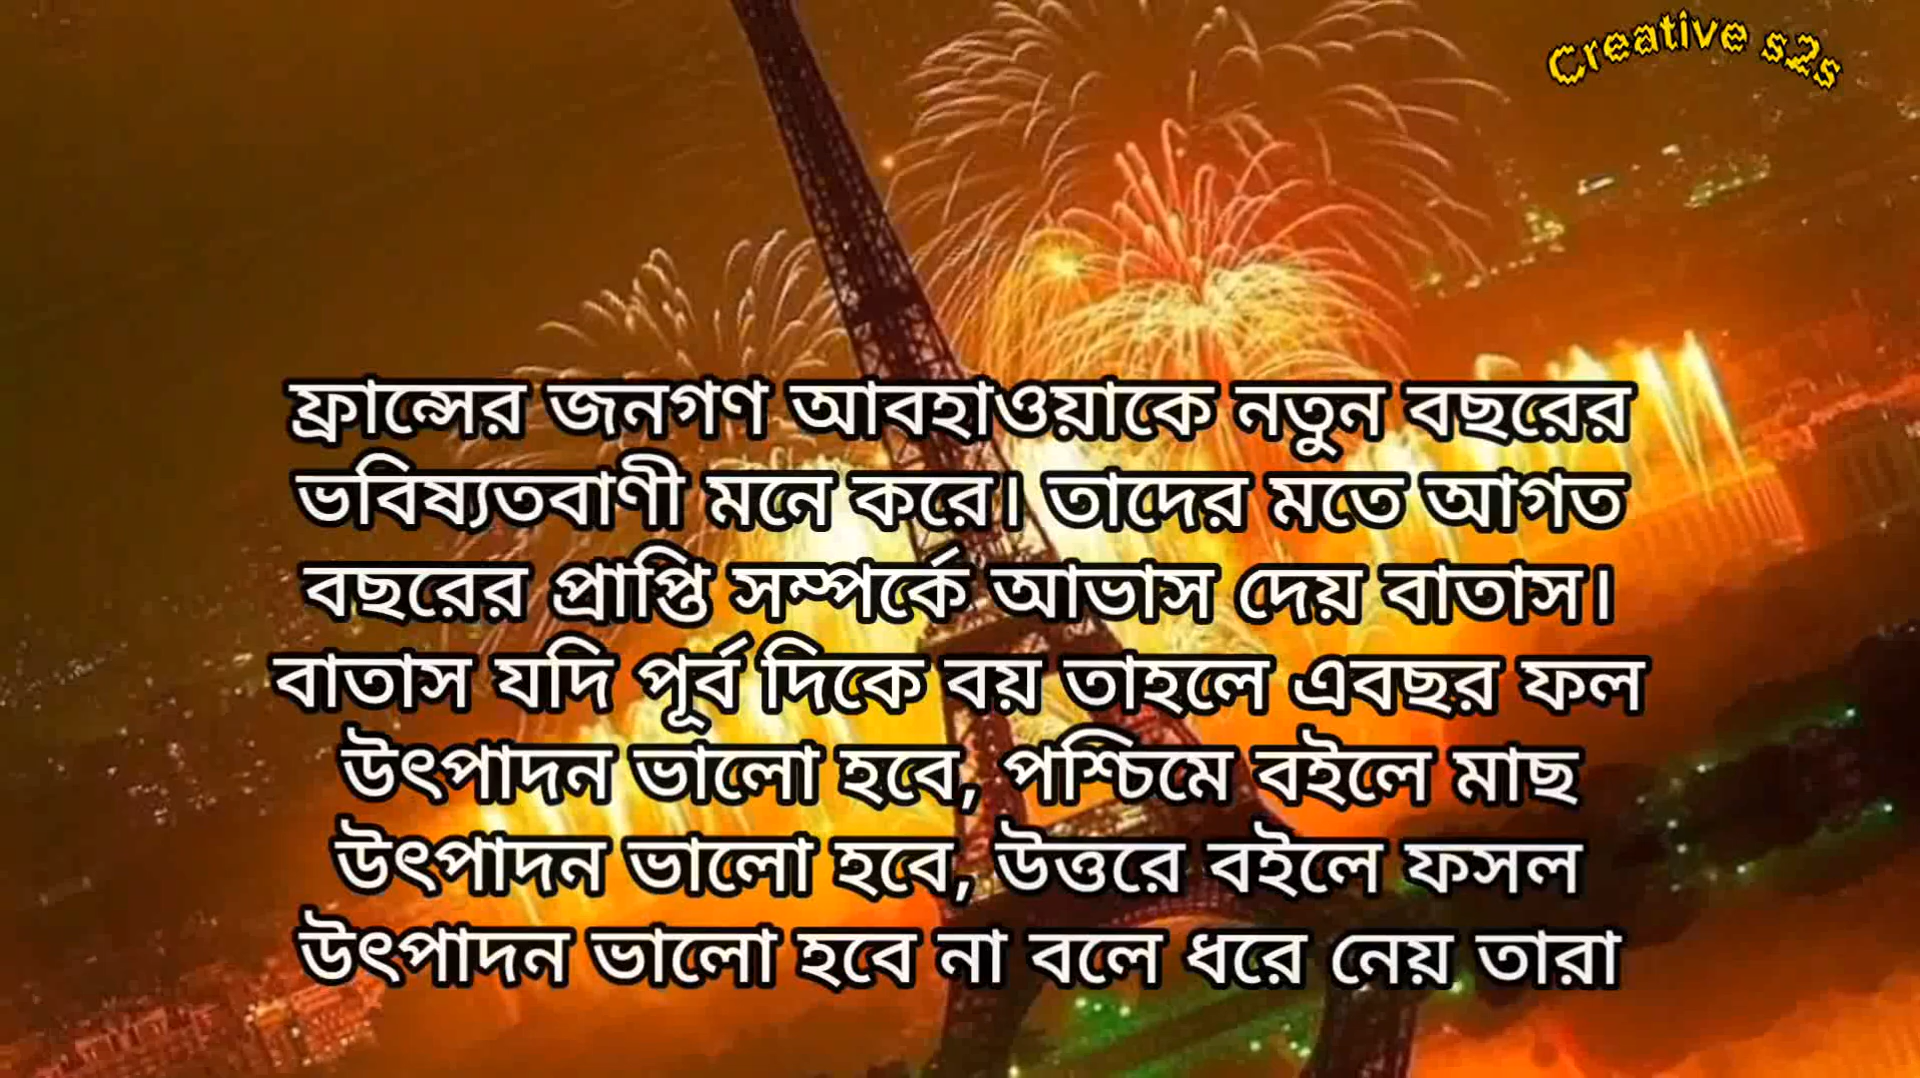 Creative s2s
ফ্রান্সের জনগণ আবহাওয়াকে নতুন বছরের
ভবিষ্যতবাণী মনে করে। তাদের মতে আগত
বছরের প্রাপ্তি সম্পর্কে আভাস দেয় বাতাস।
বাতাস যদি পূর্ব দিকে বয় তাহলে এবছর ফল
উৎপাদন ভালো হবে, পশ্চিমে বইলে মাছ
উৎপাদন ভালো হবে, উত্তরে বইলে ফসল
উৎপাদন ভালো হবে না বলে ধরে নেয় তারা